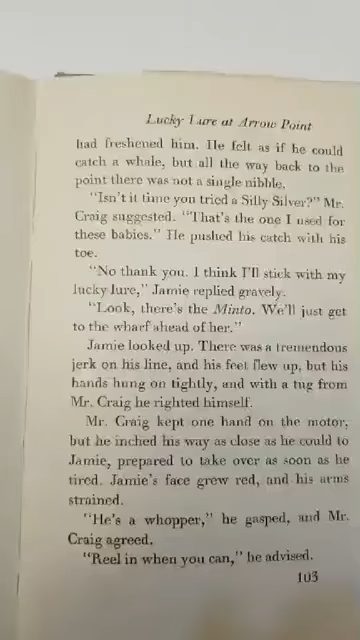 Lucky Lure at Arrow Point
had freshened him. He felt as if he could
catch a whale, but all the way back to the
point there was not a single nibble.
"Isn't it time you tried a Silly Silver?" Mr.
Craig suggested. "That's the one I used for
these babies." He pushed his catch with his
toe.
"No thank you. I think I'll stick with my
lucky lure," Jamie replied gravely.
"Look, there's the Minto. We'll just get
to the wharf ahead of her."
Jamie looked up. There was a tremendous
jerk on his line, and his feet flew up, but his
hands hung on tightly, and with a tug from
Mr. Craig he righted himself.
Mr. Craig kept one hand on the motor,
but he inched his way as close as he could to
Jamie, prepared to take over as soon as he
tired. Jamie's face grew red, and his arms
strained.
"He's a whopper," he gasped, and Mr.
Craig agreed.
"Reel in when you can," he advised.
103